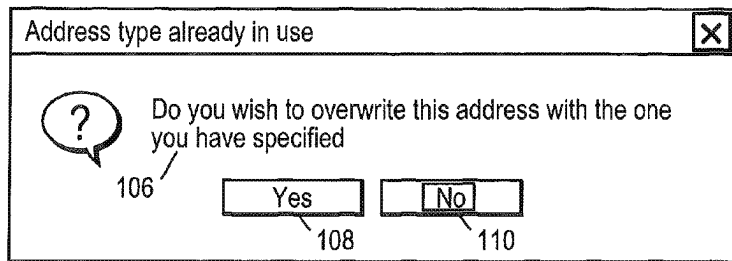 Address type already in use
?
Do you wish to overwrite this address with the one
you have specified
106
Yes No
108 110